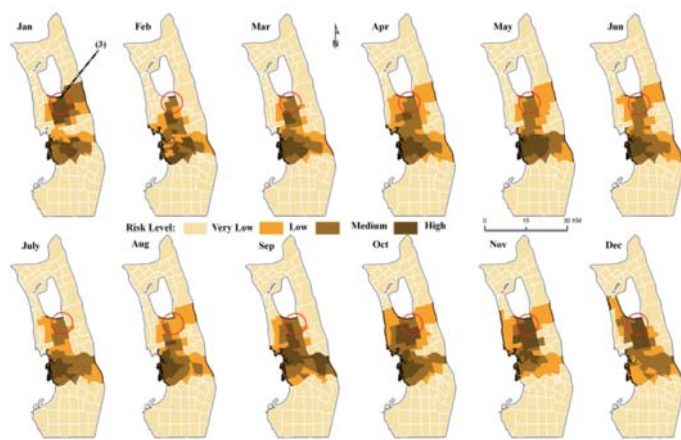 Jan
Feb
Mar
Apr
May
Jun
(3)
Risk Level: Very Low Low Medium High
0 15 30 KM
July
Aug
Sep
Oct
Nov
Dec